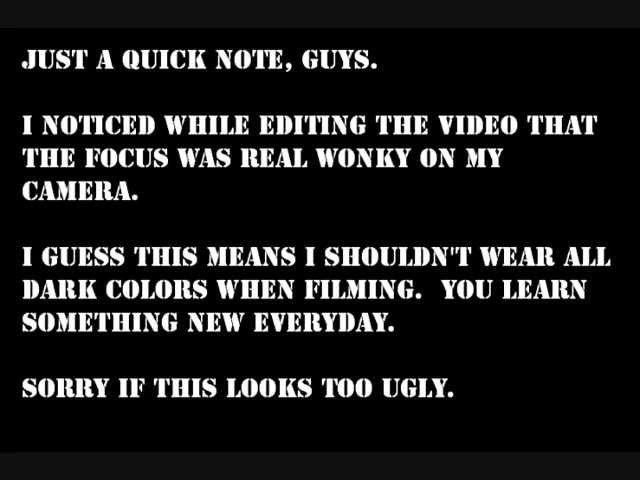 JUST A QUICK NOTE, GUYS.
I NOTICED WHILE EDITING THE VIDEO THAT
THE FOCUS WAS REAL WONKY ON MY
CAMERA.
I GUESS THIS MEANS I SHOULDN'T WEAR ALL
DARK COLORS WHEN FILMING.  YOU LEARN
SOMETHING NEW EVERYDAY.
SORRY IF THIS LOOKS TOO UGLY.